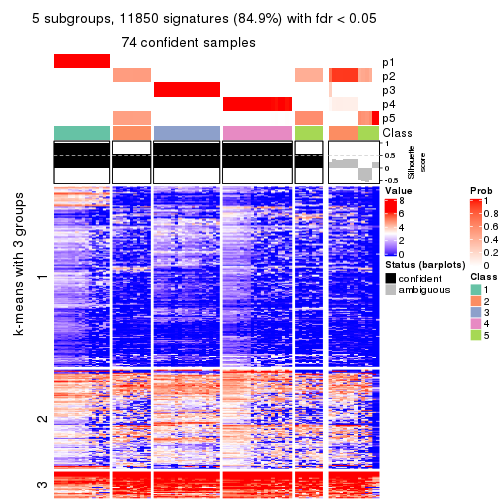 5 subgroups, 11850 signatures (84.9%) with fdr < 0.05
74 confident samples
p1
p2
p3
p4
p5
Class
1
0.5
0
-0.5
Silhouette
score
k-means with 3 groups
1
2
3
Value
8
6
4
2
0
Status (barplots)
confident
ambiguous
Prob
1
0.8
0.6
0.4
0.2
0
Class
1
2
3
4
5